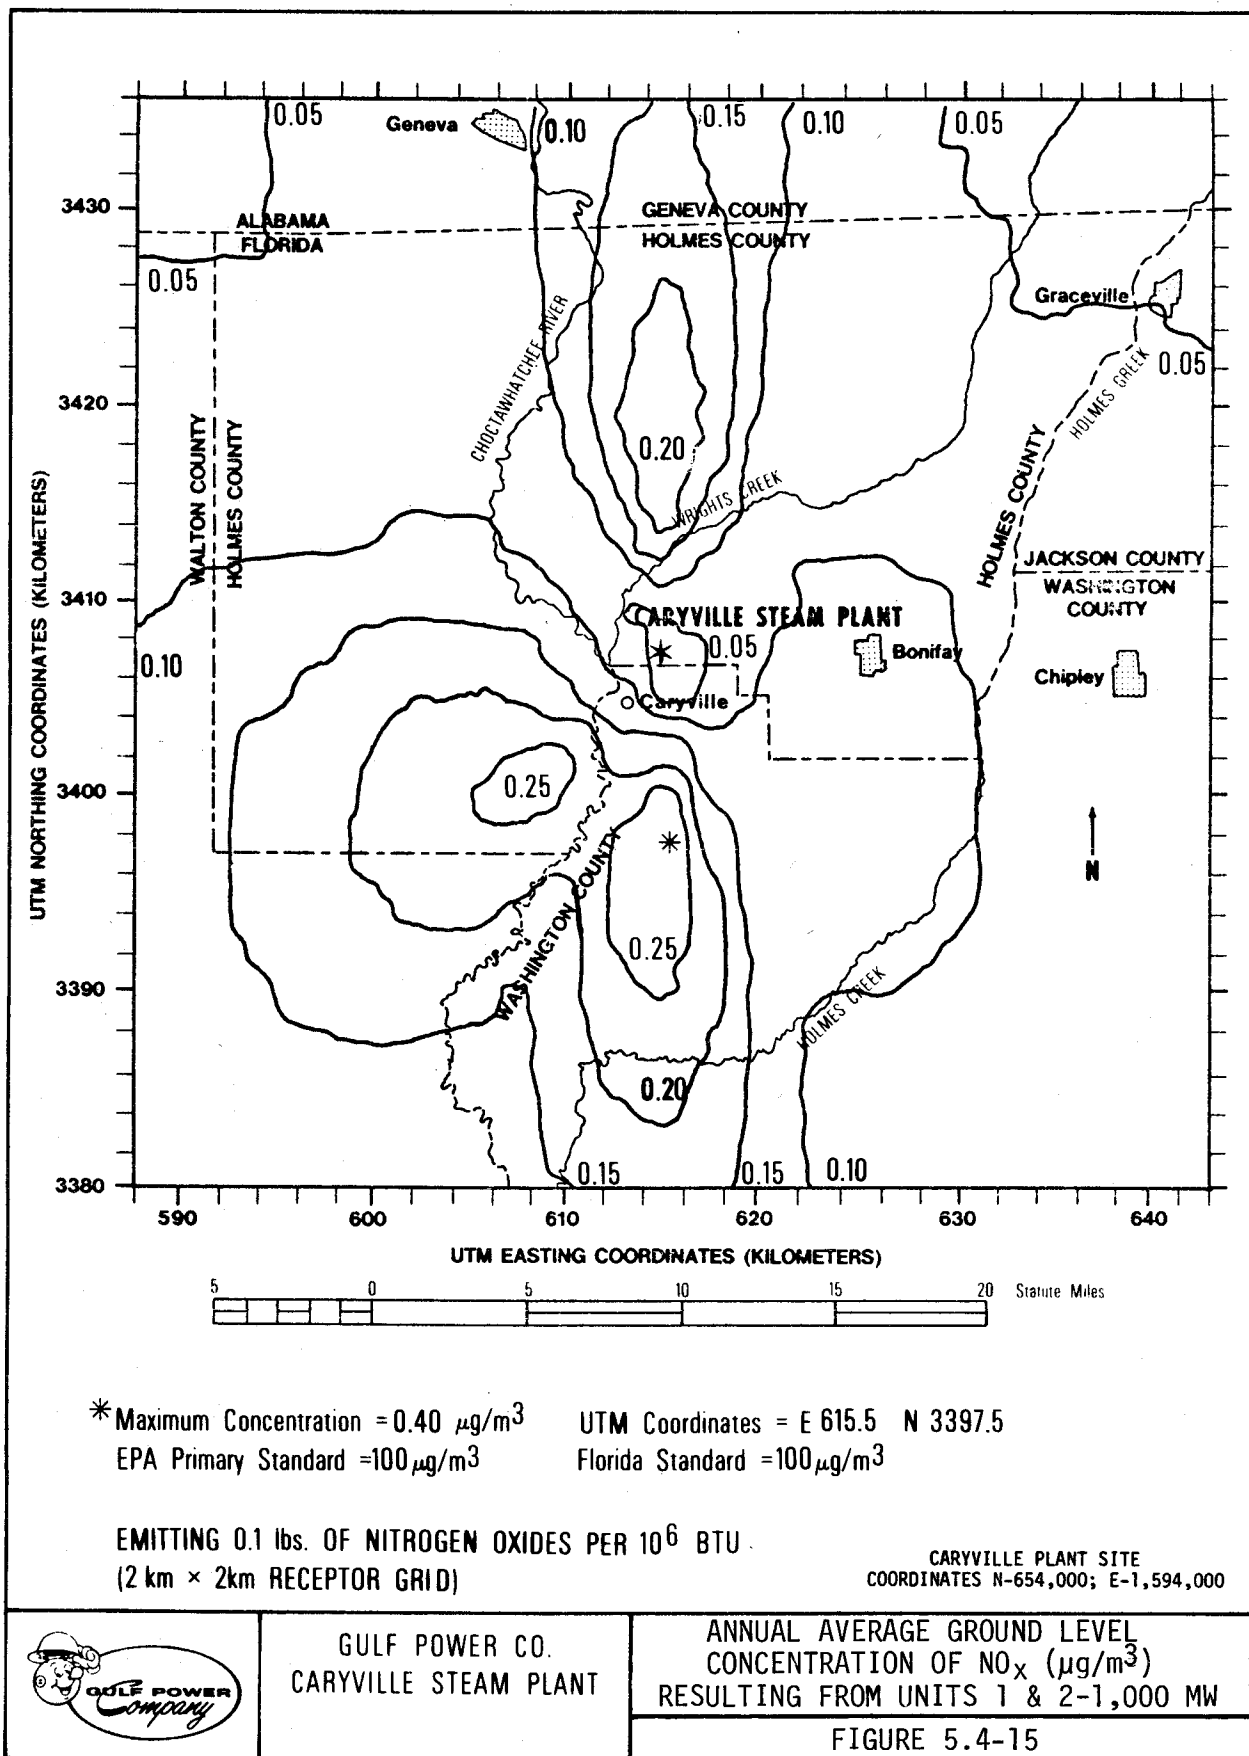 0.05
Geneva
0.10
0.15
0.10
0.05
3430
ALABAMA
FLORIDA
GENEVA COUNTY
HOLMES COUNTY
0.05
Graceville
0.05
CHOCTAWHATCHEE RIVER
HOLMES CREEK
3420
WALTON COUNTY
HOLMES COUNTY
0.20
WRIGHTS CREEK
HOLMES COUNTY
JACKSON COUNTY
WASHINGTON
COUNTY
3410
CARYVILLE STEAM PLANT
0.10
0.05
Bonifay
Chipley
Caryville
3400
0.25
WASHINGTON COUNTY
N
0.25
3390
HOLMES CREEK
0.20
3380
0.15
0.15
0.10
590
600
610
620
630
640
UTM NORTHING COORDINATES (KILOMETERS)
UTM EASTING COORDINATES (KILOMETERS)
5 0 5 10 15 20 Statute Miles
*Maximum Concentration = 0.40 µg/m³ UTM Coordinates = E 615.5 N 3397.5
EPA Primary Standard =100 µg/m³ Florida Standard =100 µg/m³
EMITTING 0.1 lbs. OF NITROGEN OXIDES PER 10⁶ BTU
(2 km × 2km RECEPTOR GRID)
CARYVILLE PLANT SITE
COORDINATES N-654,000; E-1,594,000
GULF POWER
Company
GULF POWER CO.
CARYVILLE STEAM PLANT
ANNUAL AVERAGE GROUND LEVEL
CONCENTRATION OF NOX (µg/m³)
RESULTING FROM UNITS 1 & 2-1,000 MW
FIGURE 5.4-15